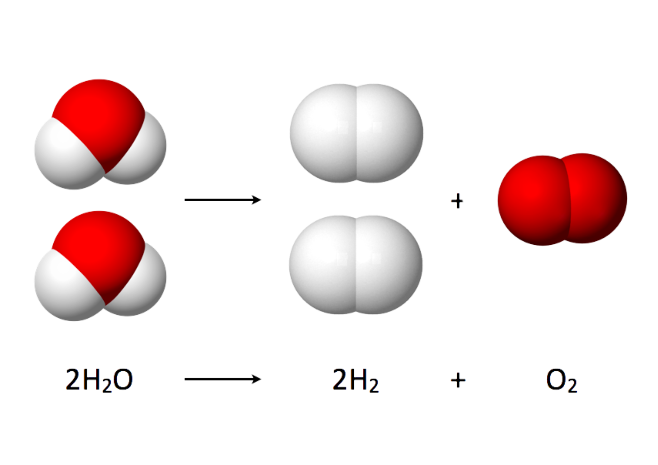 +
2H₂O → 2H₂ + O₂